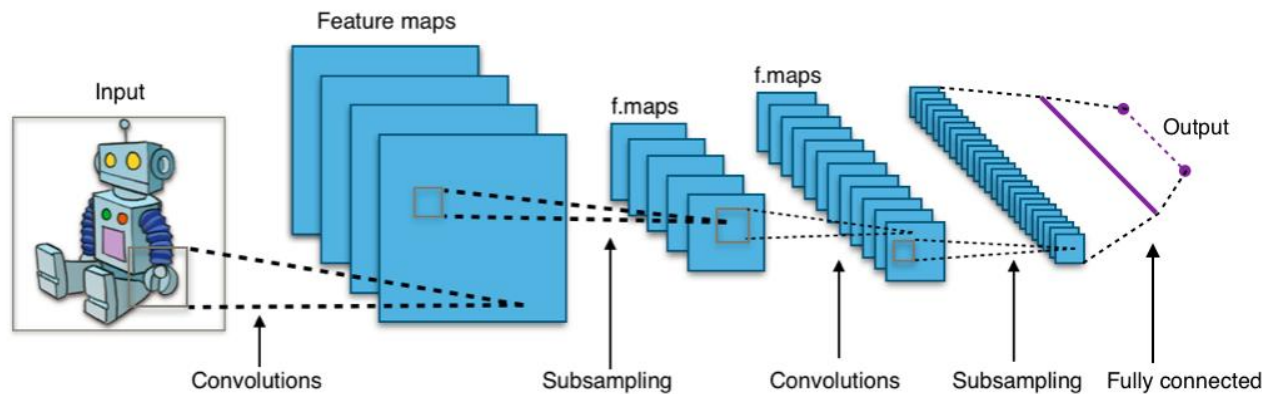 Feature maps
Input
f.maps
f.maps
Output
Convolutions
Subsampling
Convolutions
Subsampling
Fully connected